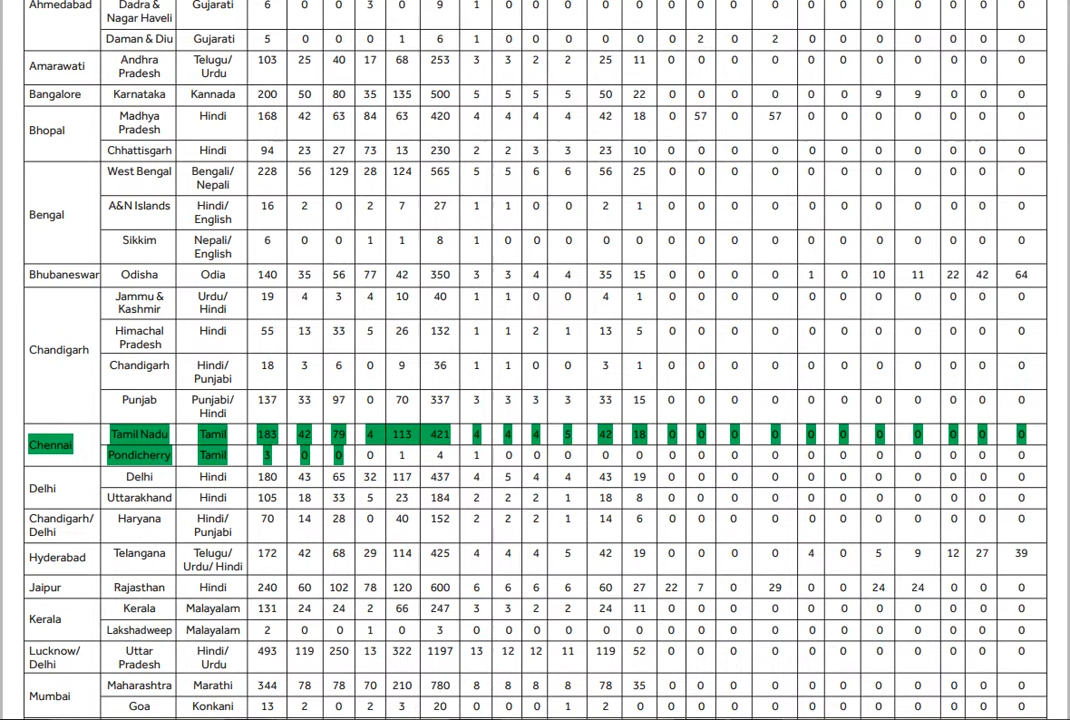 Ahmedabad Dadra & Gujarati 6 0 0 3 0 9 1 0 0 0 0 0 0 0 0 0 0 0 0 0 0 0 0
Nagar Haveli
Daman & Diu Gujarati 5 0 0 0 1 6 1 0 0 0 0 0 0 2 0 2 0 0 0 0 0 0 0
Amarawati Andhra Telugu/ 103 25 40 17 68 253 3 3 2 2 25 11 0 0 0 0 0 0 0 0 0 0 0
Pradesh Urdu
Bangalore Karnataka Kannada 200 50 80 35 135 500 5 5 5 5 50 22 0 0 0 0 0 0 9 9 0 0 0
Bhopal Madhya Hindi 168 42 63 84 63 420 4 4 4 4 42 18 0 57 0 57 0 0 0 0 0 0 0
Pradesh
Chhattisgarh Hindi 94 23 27 73 13 230 2 2 3 3 23 10 0 0 0 0 0 0 0 0 0 0 0
Bengal West Bengal Bengali/ 228 56 129 28 124 565 5 5 6 6 56 25 0 0 0 0 0 0 0 0 0 0 0
Nepali
A&N Islands Hindi/ 16 2 0 2 7 27 1 1 0 0 2 1 0 0 0 0 0 0 0 0 0 0 0
English
Sikkim Nepali/ 6 0 0 1 1 8 1 0 0 0 0 0 0 0 0 0 0 0 0 0 0 0 0
English
Bhubaneswar Odisha Odia 140 35 56 77 42 350 3 3 4 4 35 15 0 0 0 0 1 0 10 11 22 42 64
Chandigarh Jammu & Urdu/ 19 4 3 4 10 40 1 1 0 0 4 1 0 0 0 0 0 0 0 0 0 0 0
Kashmir Hindi
Himachal Hindi 55 13 33 5 26 132 1 1 2 1 13 5 0 0 0 0 0 0 0 0 0 0 0
Pradesh
Chandigarh Hindi/ 18 3 6 0 9 36 1 1 0 0 3 1 0 0 0 0 0 0 0 0 0 0 0
Punjabi
Punjab Punjabi/ 137 33 97 0 70 337 3 3 3 3 33 15 0 0 0 0 0 0 0 0 0 0 0
Hindi
Chennai Tamil Nadu Tamil 183 42 79 4 113 421 4 4 4 5 42 18 0 0 0 0 0 0 0 0 0 0 0
Pondicherry Tamil 3 0 0 0 1 4 1 0 0 0 0 0 0 0 0 0 0 0 0 0 0 0 0
Delhi Delhi Hindi 180 43 65 32 117 437 4 5 4 4 43 19 0 0 0 0 0 0 0 0 0 0 0
Uttarakhand Hindi 105 18 33 5 23 184 2 2 2 1 18 8 0 0 0 0 0 0 0 0 0 0 0
Chandigarh/ Haryana Hindi/ 70 14 28 0 40 152 2 2 2 1 14 6 0 0 0 0 0 0 0 0 0 0 0
Delhi Punjabi
Hyderabad Telangana Telugu/ 172 42 68 29 114 425 4 4 4 5 42 19 0 0 0 0 4 0 5 9 12 27 39
Urdu/ Hindi
Jaipur Rajasthan Hindi 240 60 102 78 120 600 6 6 6 6 60 27 22 7 0 29 0 0 24 24 0 0 0
Kerala Kerala Malayalam 131 24 24 2 66 247 3 3 2 2 24 11 0 0 0 0 0 0 0 0 0 0 0
Lakshadweep Malayalam 2 0 0 1 0 3 0 0 0 0 0 0 0 0 0 0 0 0 0 0 0 0 0
Lucknow/ Uttar Hindi/ 493 119 250 13 322 1197 13 12 12 11 119 52 0 0 0 0 0 0 0 0 0 0 0
Delhi Pradesh Urdu
Mumbai Maharashtra Marathi 344 78 78 70 210 780 8 8 8 8 78 35 0 0 0 0 0 0 0 0 0 0 0
Goa Konkani 13 2 0 2 3 20 0 0 0 1 2 0 0 0 0 0 0 0 0 0 0 0 0